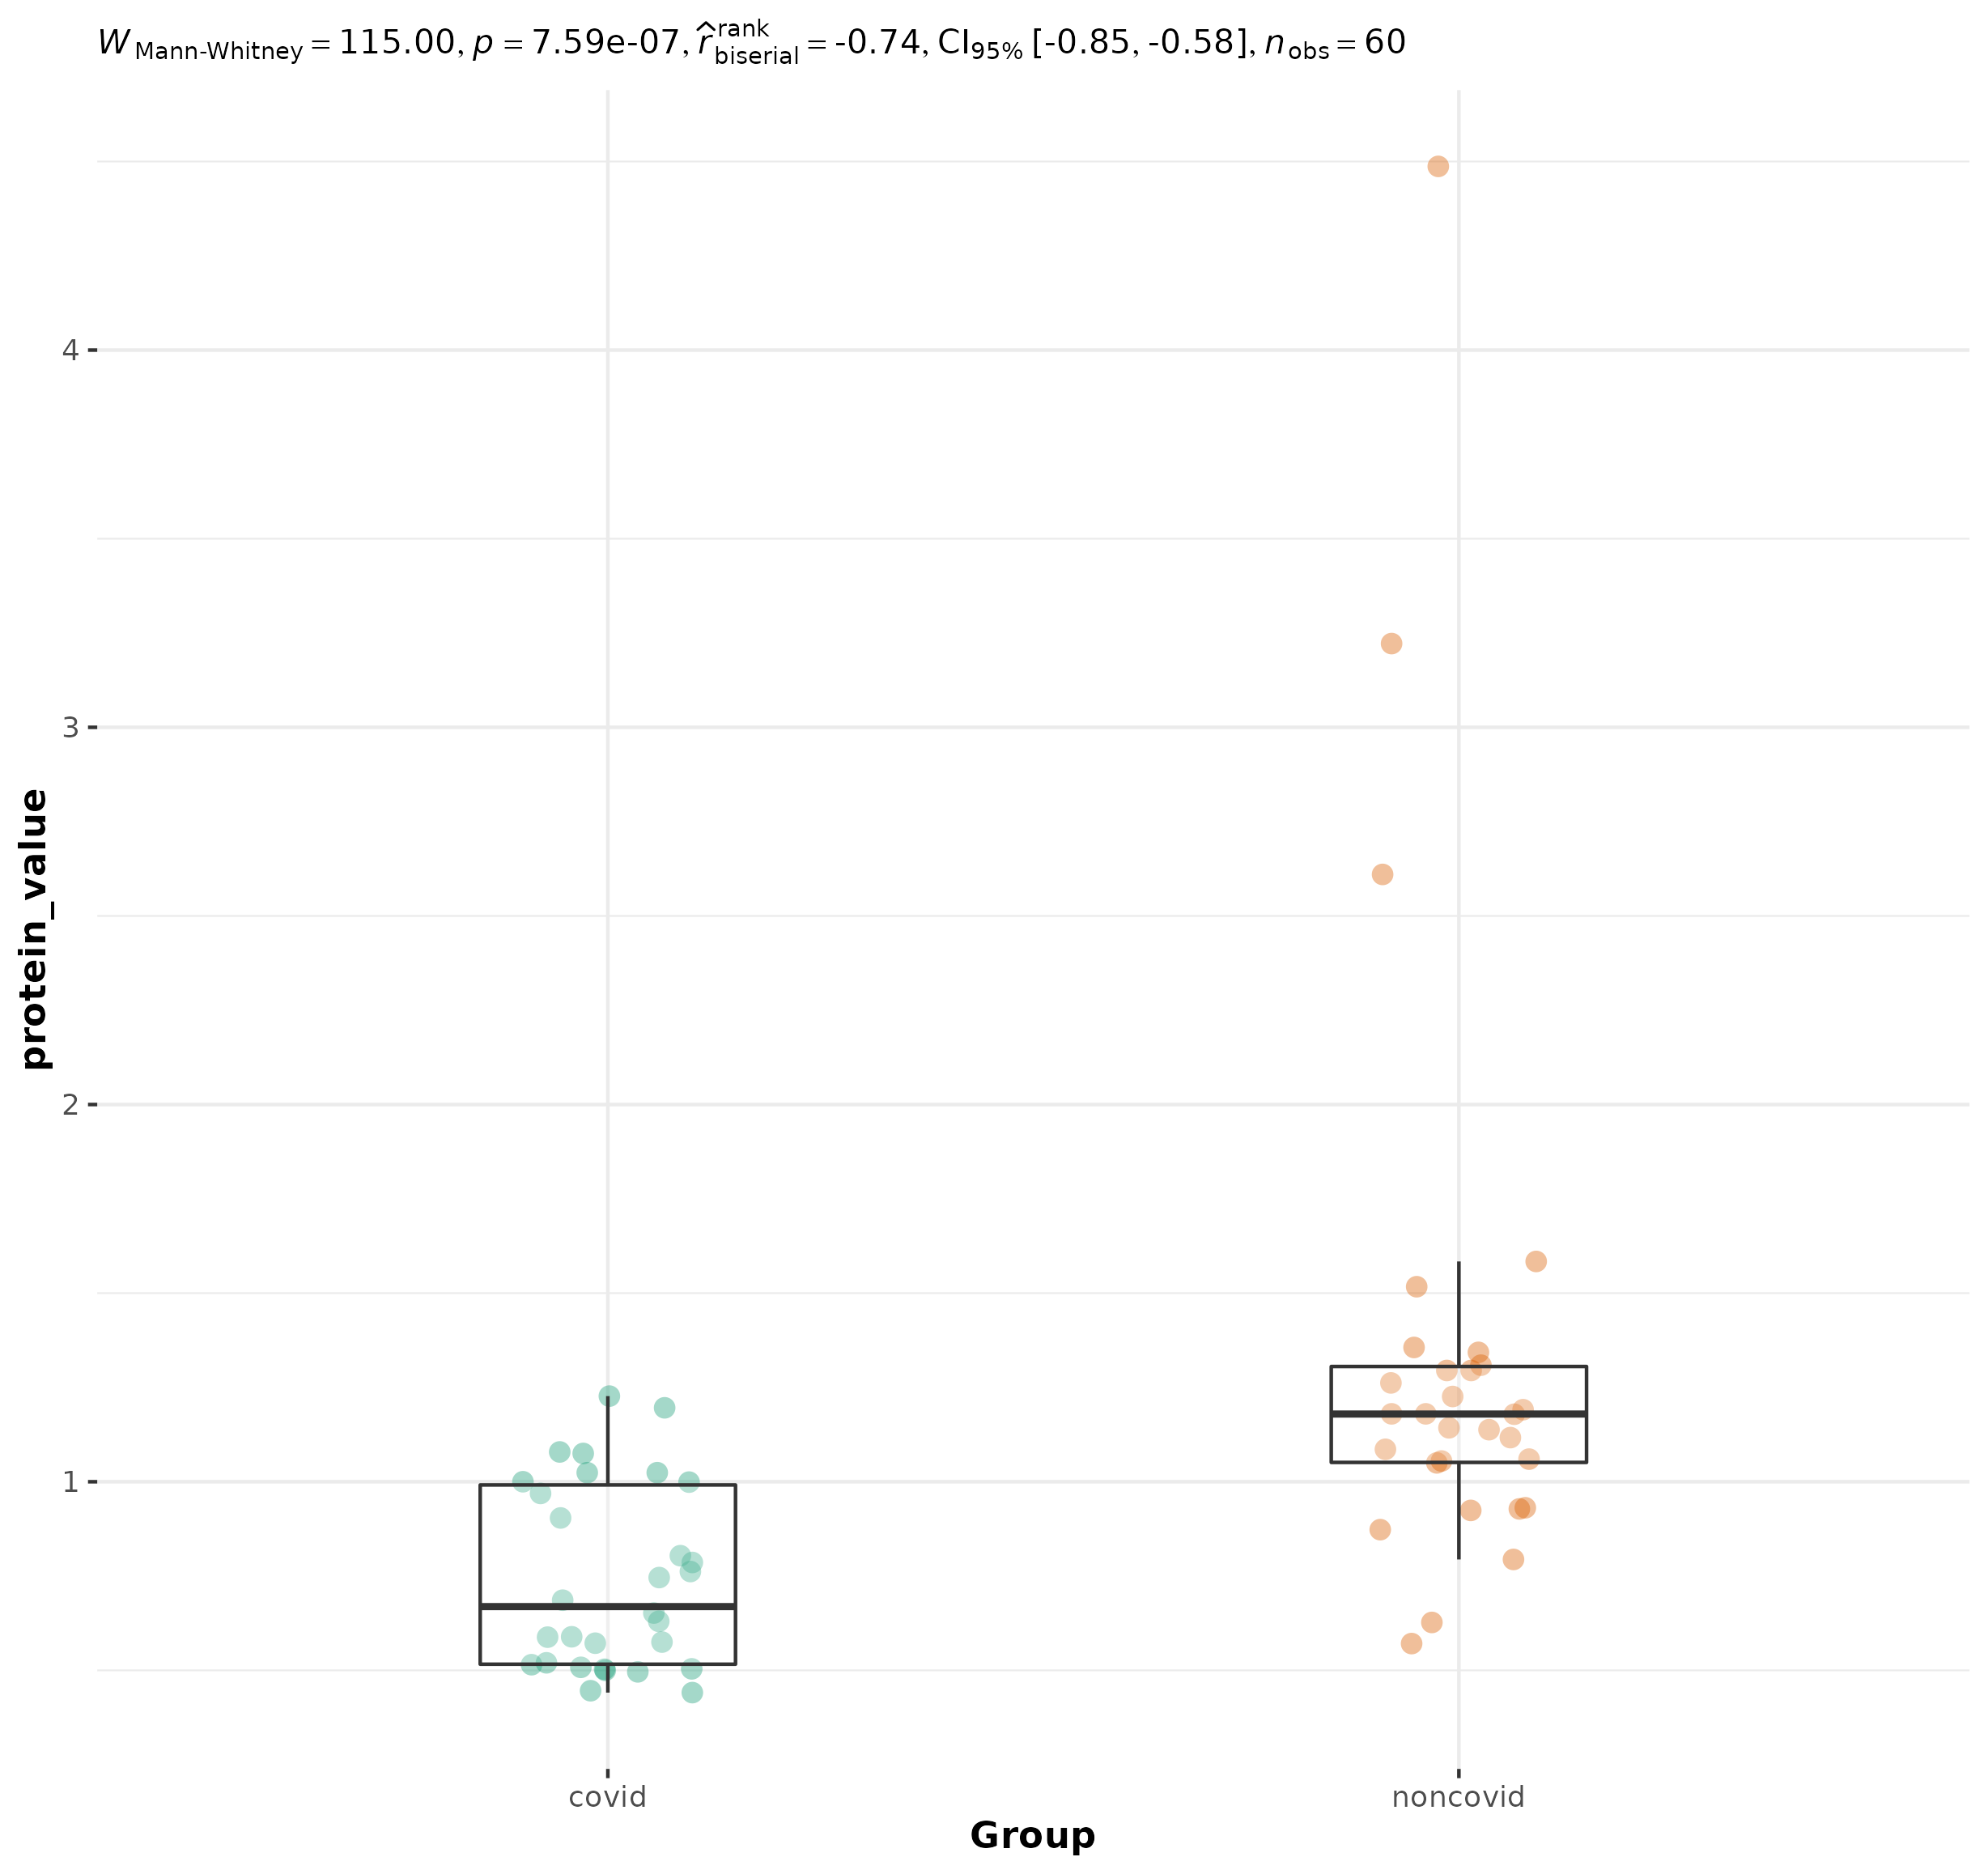 W Mann-Whitney = 115.00, p = 7.59e-07, r̂ rank biserial = -0.74, CI95% [-0.85, -0.58], nobs = 60
4
3
2
1
protein_value
covid noncovid
Group